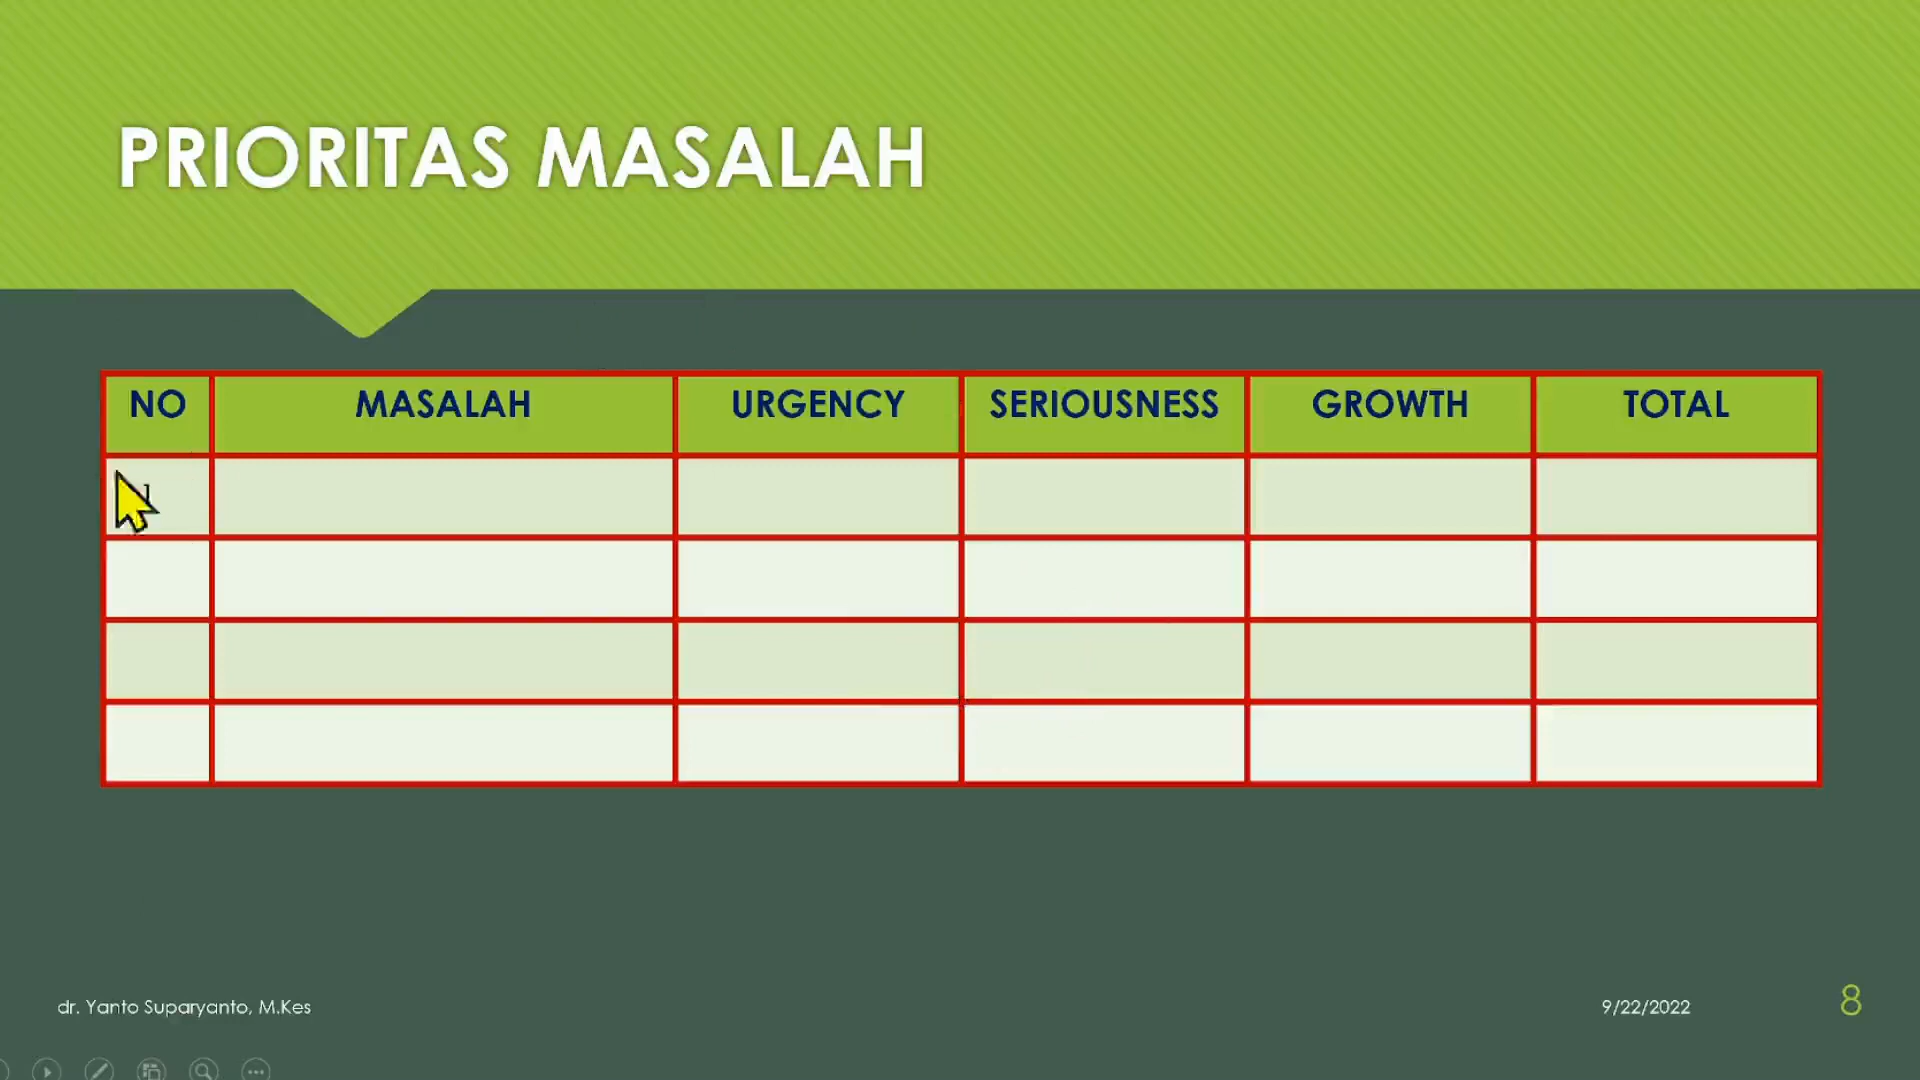 PRIORITAS MASALAH
NO MASALAH URGENCY SERIOUSNESS GROWTH TOTAL
dr. Yanto Suparyanto, M.Kes 9/22/2022 8